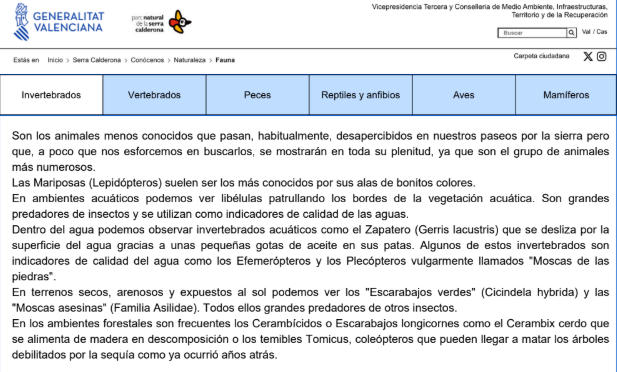 GENERALITAT
VALENCIANA
parc natural
de la serra
calderona
Vicepresidencia Tercera y Conselleria de Medio Ambiente, Infraestructuras,
Territorio y de la Recuperación
Buscar
Val / Cas
Estás en Inicio > Serra Calderona > Conócenos > Naturaleza > Fauna
Carpeta ciudadana
Invertebrados
Vertebrados
Peces
Reptiles y anfibios
Aves
Mamíferos
Son los animales menos conocidos que pasan, habitualmente, desapercibidos en nuestros paseos por la sierra pero
que, a poco que nos esforcemos en buscarlos, se mostrarán en toda su plenitud, ya que son el grupo de animales
más numerosos.
Las Mariposas (Lepidópteros) suelen ser los más conocidos por sus alas de bonitos colores.
En ambientes acuáticos podemos ver libélulas patrullando los bordes de la vegetación acuática. Son grandes
predadores de insectos y se utilizan como indicadores de calidad de las aguas.
Dentro del agua podemos observar invertebrados acuáticos como el Zapatero (Gerris lacustris) que se desliza por la
superficie del agua gracias a unas pequeñas gotas de aceite en sus patas. Algunos de estos invertebrados son
indicadores de calidad del agua como los Efemerópteros y los Plecópteros vulgarmente llamados "Moscas de las
piedras".
En terrenos secos, arenosos y expuestos al sol podemos ver los "Escarabajos verdes" (Cicindela hybrida) y las
"Moscas asesinas" (Familia Asilidae). Todos ellos grandes predadores de otros insectos.
En los ambientes forestales son frecuentes los Cerambícidos o Escarabajos longicornes como el Cerambix cerdo que
se alimenta de madera en descomposición o los temibles Tomicus, coleópteros que pueden llegar a matar los árboles
debilitados por la sequía como ya ocurrió años atrás.